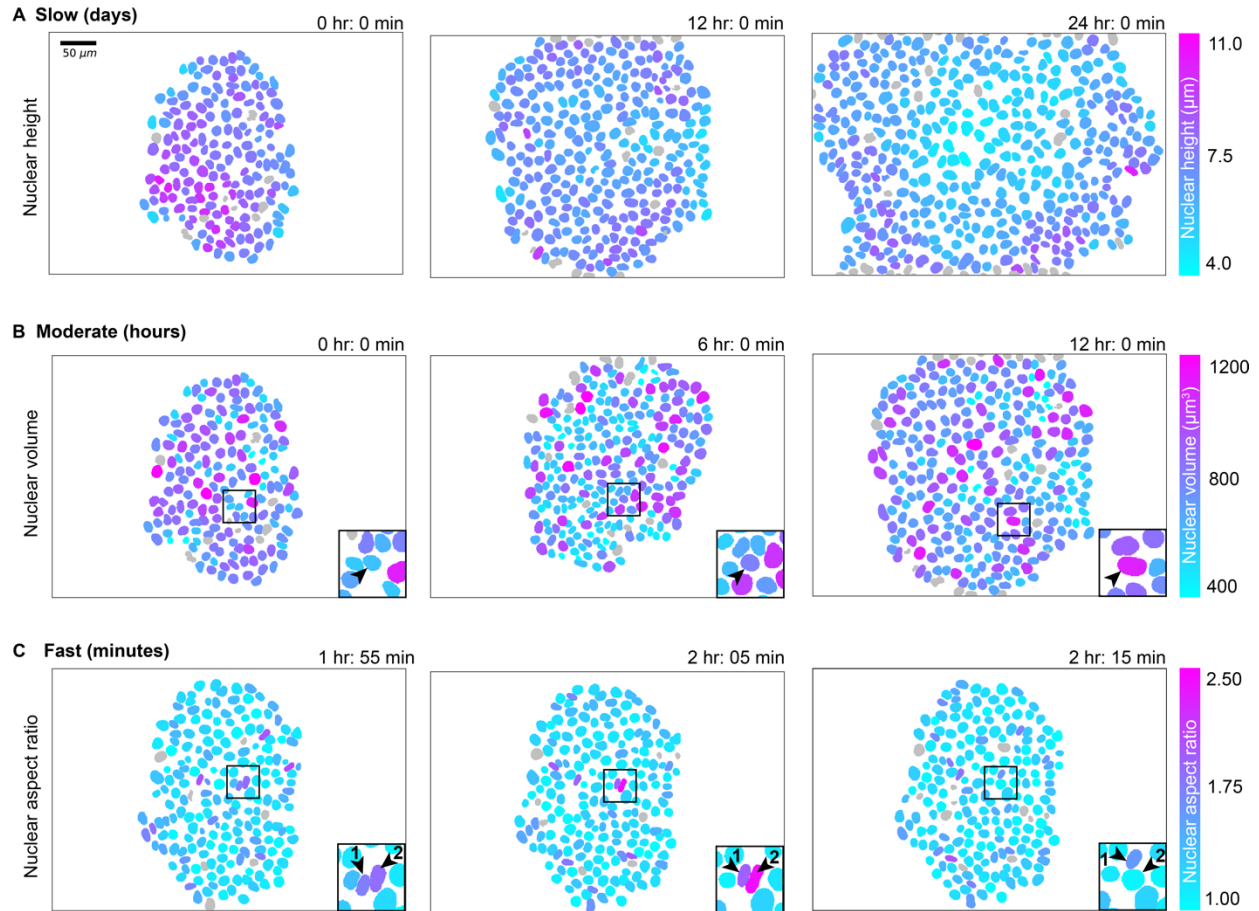 A Slow (days)
0 hr: 0 min
12 hr: 0 min
24 hr: 0 min
50 µm
Nuclear height
11.0
7.5
4.0
Nuclear height (µm)
B Moderate (hours)
0 hr: 0 min
6 hr: 0 min
12 hr: 0 min
Nuclear volume
1200
800
400
Nuclear volume (µm³)
C Fast (minutes)
1 hr: 55 min
2 hr: 05 min
2 hr: 15 min
Nuclear aspect ratio
1 2
1 2
1 2
2.50
1.75
1.00
Nuclear aspect ratio